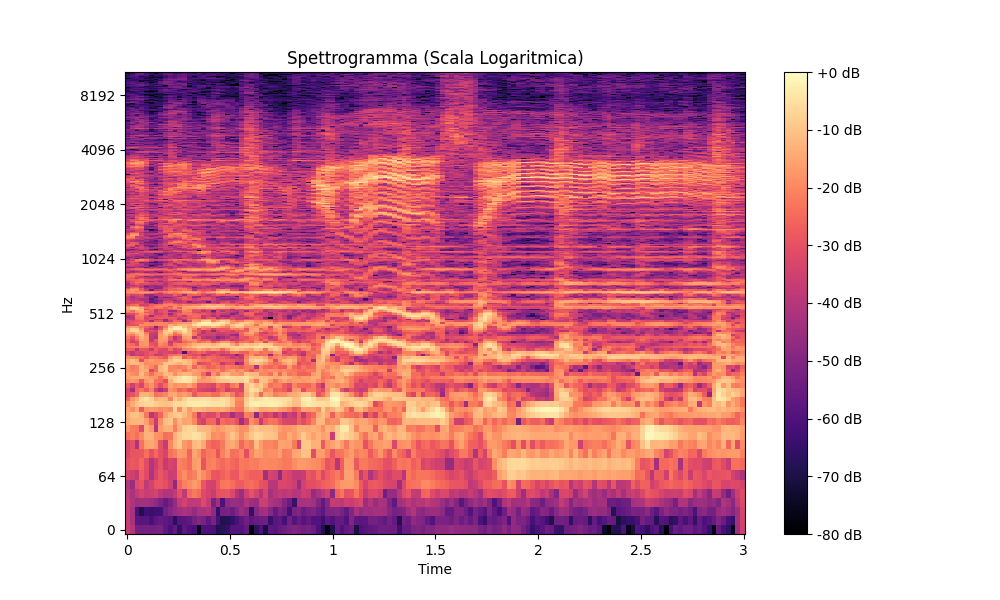 Spettrogramma (Scala Logaritmica)
Hz
8192
4096
2048
1024
512
256
128
64
0
0
0.5
1
1.5
2
2.5
3
Time
+0 dB
-10 dB
-20 dB
-30 dB
-40 dB
-50 dB
-60 dB
-70 dB
-80 dB